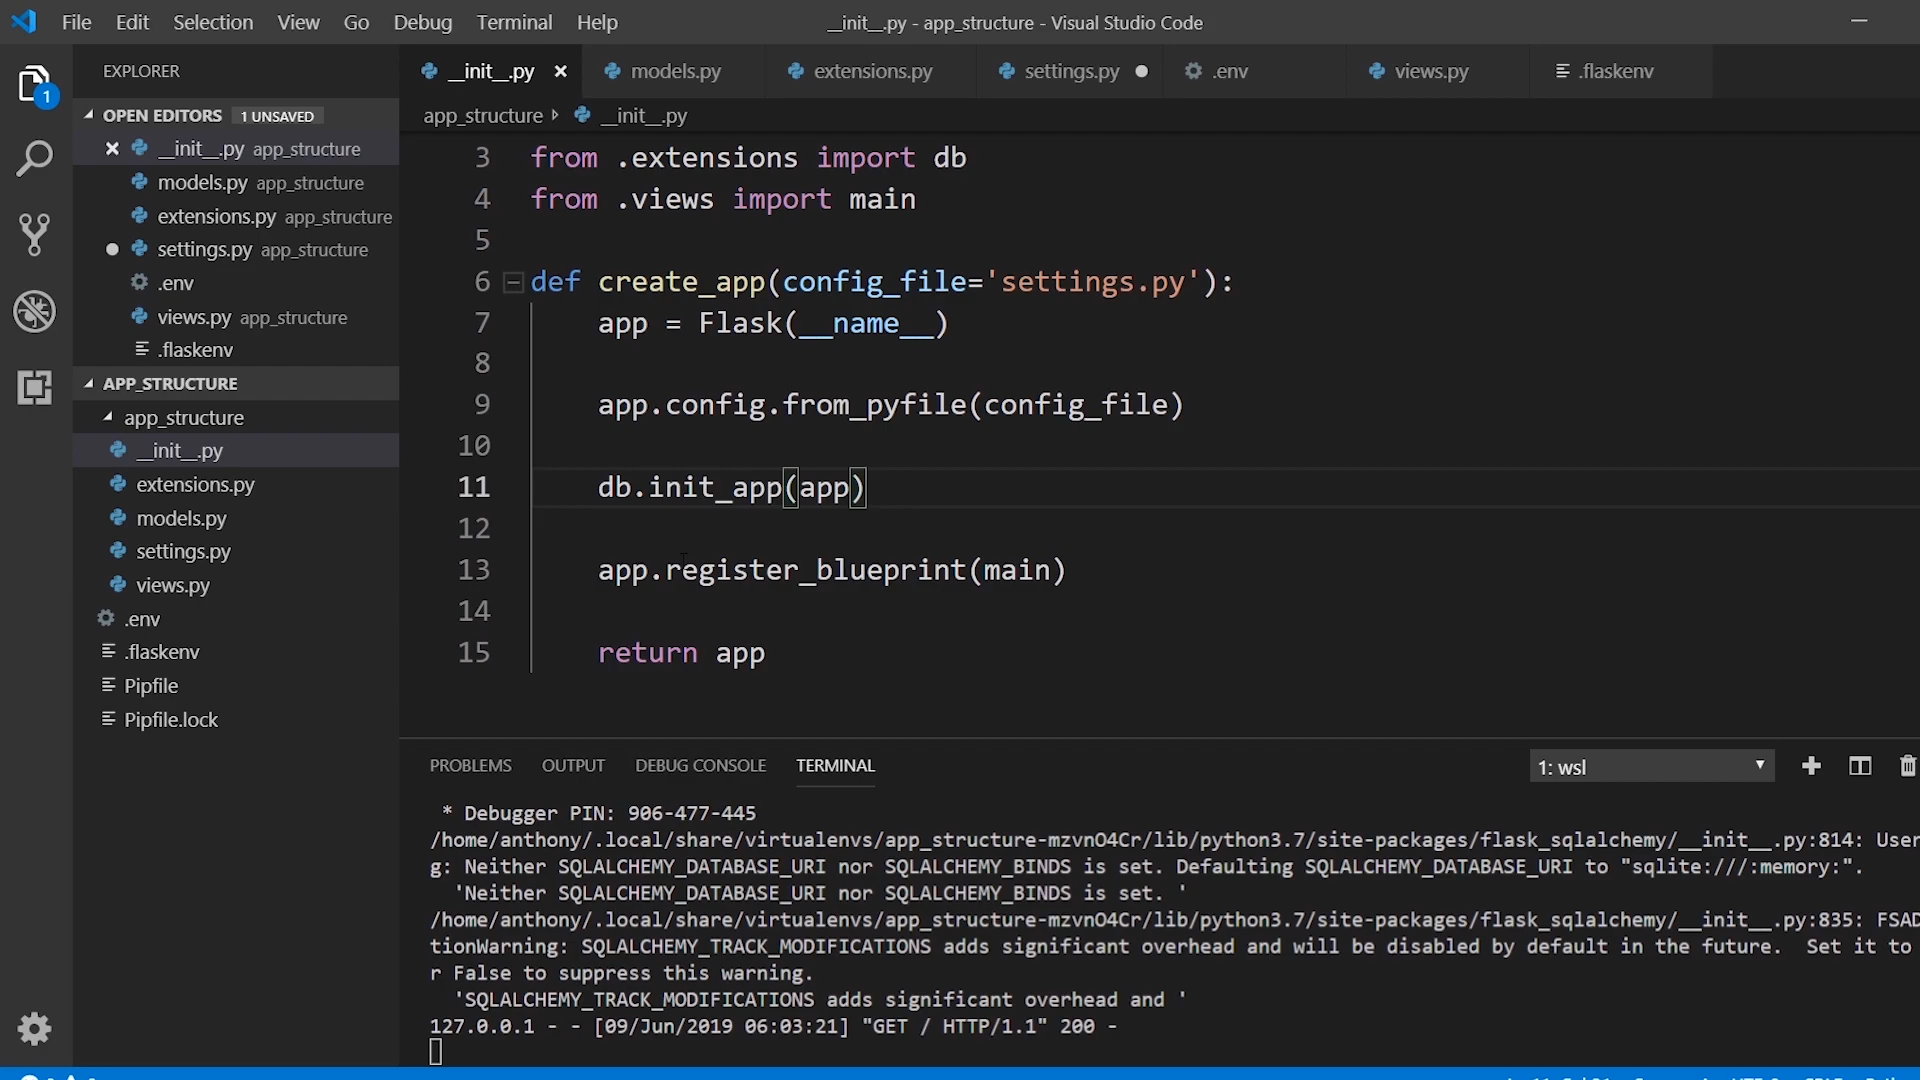 File Edit Selection View Go Debug Terminal Help
__init__.py - app_structure - Visual Studio Code
EXPLORER
1
OPEN EDITORS 1 UNSAVED
__init__.py app_structure
models.py app_structure
extensions.py app_structure
settings.py app_structure
.env
views.py app_structure
.flaskenv
APP_STRUCTURE
app_structure
__init__.py
extensions.py
models.py
settings.py
views.py
.env
.flaskenv
Pipfile
Pipfile.lock
__init__.py models.py extensions.py settings.py .env views.py .flaskenv
app_structure __init__.py
3 from .extensions import db
4 from .views import main
5
6 def create_app(config_file='settings.py'):
7 app = Flask(__name__)
8
9 app.config.from_pyfile(config_file)
10
11 db.init_app(app)
12
13 app.register_blueprint(main)
14
15 return app
PROBLEMS OUTPUT DEBUG CONSOLE TERMINAL
1: wsl
* Debugger PIN: 906-477-445
/home/anthony/.local/share/virtualenvs/app_structure-mzvnO4Cr/lib/python3.7/site-packages/flask_sqlalchemy/__init__.py:814: User
g: Neither SQLALCHEMY_DATABASE_URI nor SQLALCHEMY_BINDS is set. Defaulting SQLALCHEMY_DATABASE_URI to "sqlite:///:memory:".
'Neither SQLALCHEMY_DATABASE_URI nor SQLALCHEMY_BINDS is set. '
/home/anthony/.local/share/virtualenvs/app_structure-mzvnO4Cr/lib/python3.7/site-packages/flask_sqlalchemy/__init__.py:835: FSAD
tionWarning: SQLALCHEMY_TRACK_MODIFICATIONS adds significant overhead and will be disabled by default in the future.  Set it to
r False to suppress this warning.
'SQLALCHEMY_TRACK_MODIFICATIONS adds significant overhead and '
127.0.0.1 - - [09/Jun/2019 06:03:21] "GET / HTTP/1.1" 200 -